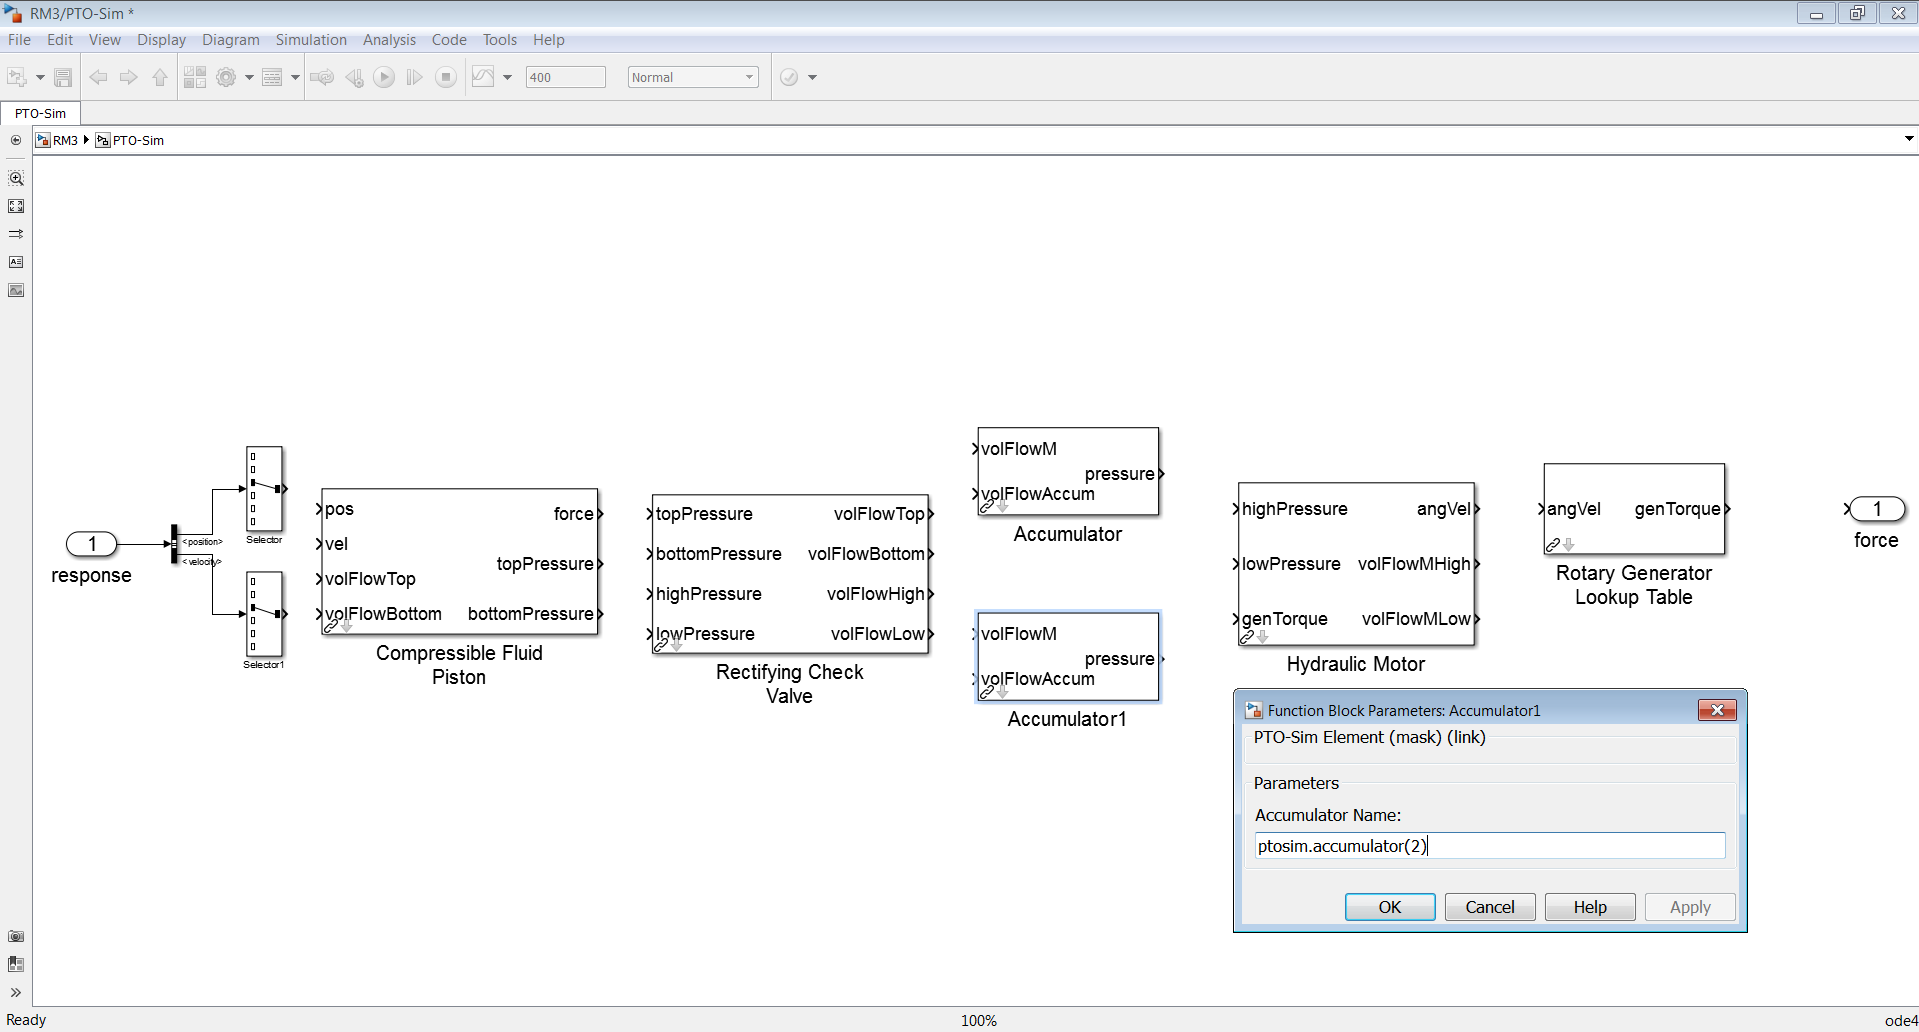 RM3/PTO-Sim *
File Edit View Display Diagram Simulation Analysis Code Tools Help
400 Normal
PTO-Sim
RM3 PTO-Sim
1
response
<position>
<velocity>
Selector
Selector1
pos
vel
volFlowTop
volFlowBottom
force
topPressure
bottomPressure
Compressible Fluid
Piston
topPressure
bottomPressure
highPressure
lowPressure
volFlowTop
volFlowBottom
volFlowHigh
volFlowLow
Rectifying Check
Valve
volFlowM
volFlowAccum
pressure
Accumulator
volFlowM
volFlowAccum
pressure
Accumulator1
highPressure
lowPressure
genTorque
angVel
volFlowMHigh
volFlowMLow
Hydraulic Motor
angVel
genTorque
Rotary Generator
Lookup Table
1
force
Function Block Parameters: Accumulator1
PTO-Sim Element (mask) (link)
Parameters
Accumulator Name:
ptosim.accumulator(2)
OK Cancel Help Apply
Ready 100% ode4